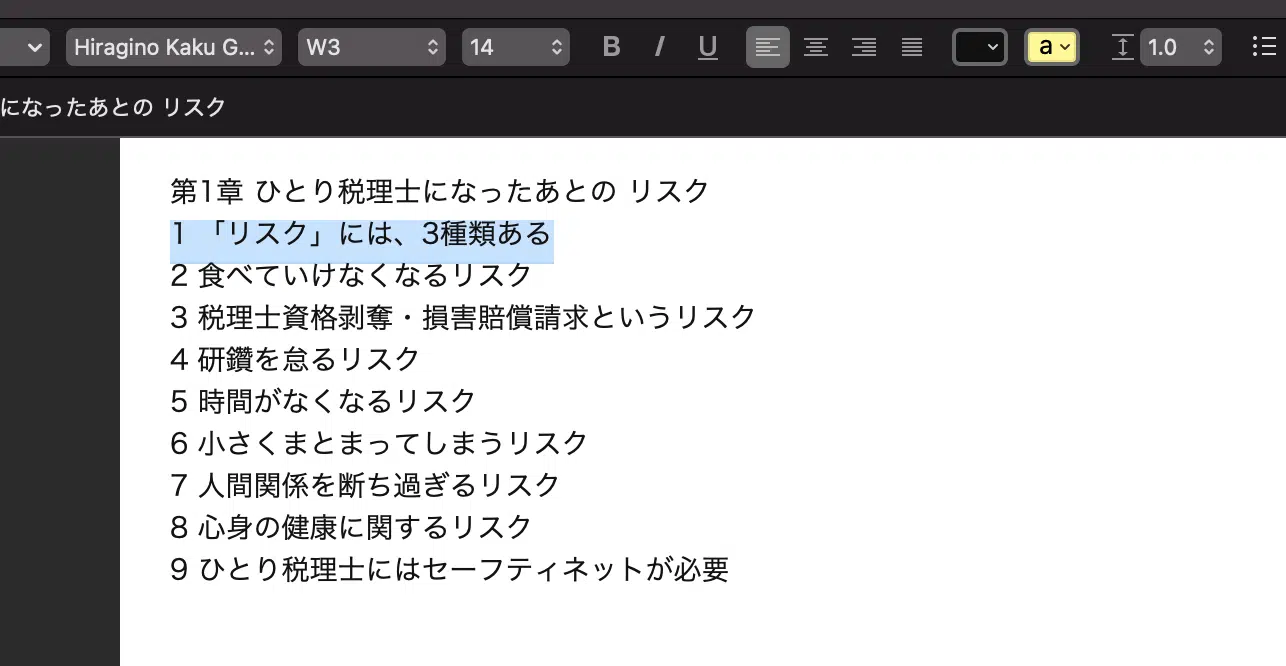 Hiragino Kaku G... W3 14 B I U a 1.0
になったあとの リスク
第1章 ひとり税理士になったあとの リスク
1 「リスク」には、3種類ある
2 食べていけなくなるリスク
3 税理士資格剥奪・損害賠償請求というリスク
4 研鑽を怠るリスク
5 時間がなくなるリスク
6 小さくまとまってしまうリスク
7 人間関係を断ち過ぎるリスク
8 心身の健康に関するリスク
9 ひとり税理士にはセーフティネットが必要